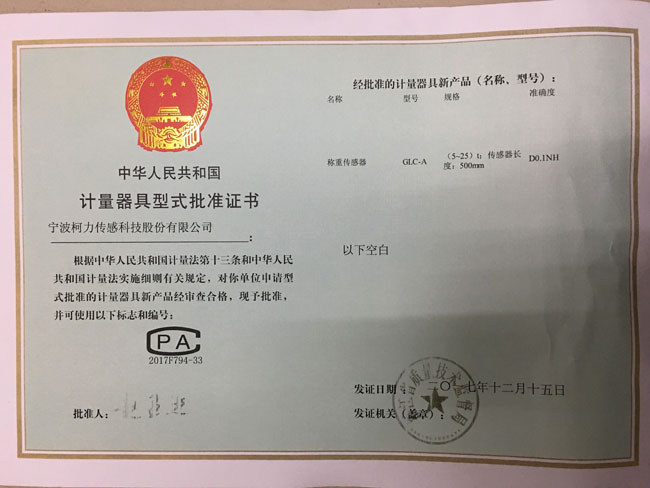 中华人民共和国
计量器具型式批准证书
宁波柯力传感科技股份有限公司
:
根据中华人民共和国计量法第十三条和中华人民
共和国计量法实施细则有关规定，对你单位申请型
式批准的计量器具新产品经审查合格，现予批准，
并可使用以下标志和编号：
CPA
2017F794-33
批准人：
经批准的计量器具新产品（名称、型号）：
名称 型号 规格 准确度
称重传感器 GLC-A （5-25）t；传感器长 D0.1NH
度：500mm
以下空白
发证日期： 二〇一七年十二月十五日
发证机关（盖章）：
质量技术监督局